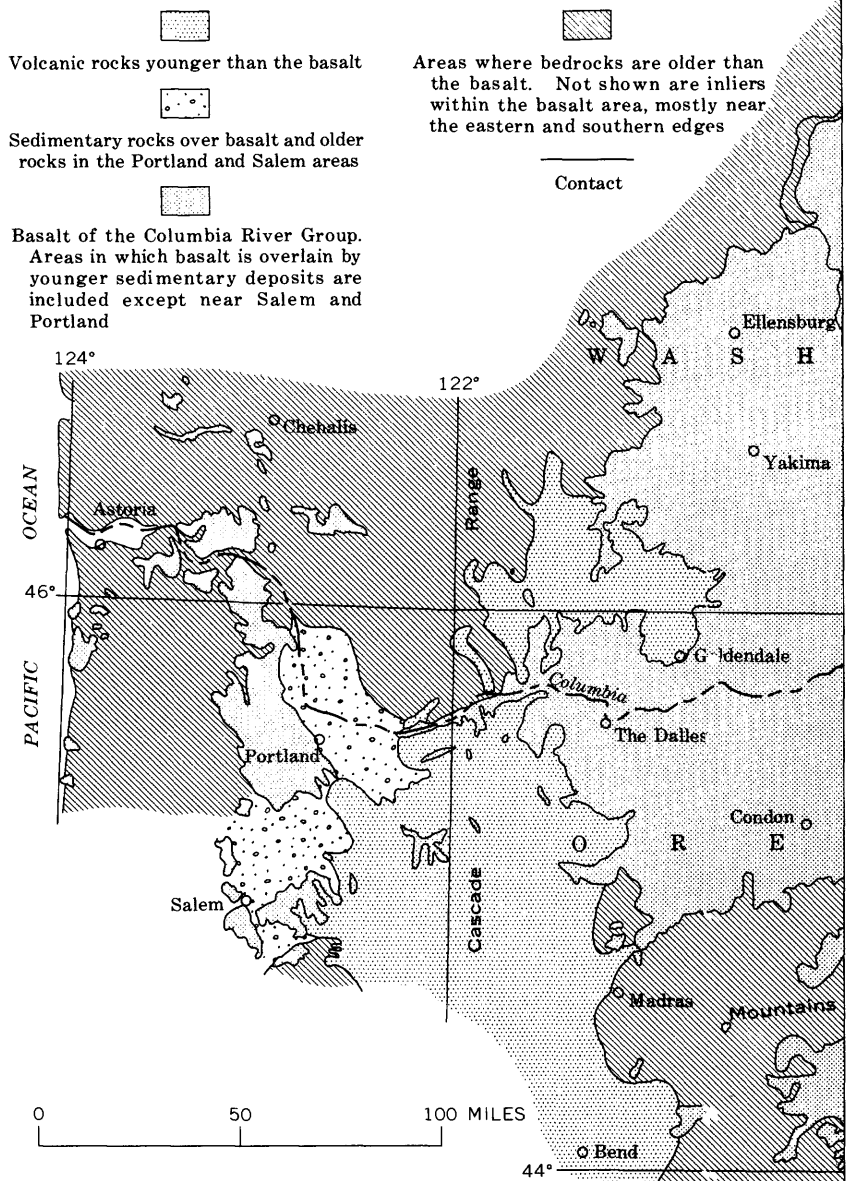 Volcanic rocks younger than the basalt
Sedimentary rocks over basalt and older
rocks in the Portland and Salem areas
Basalt of the Columbia River Group.
Areas in which basalt is overlain by
younger sedimentary deposits are
included except near Salem and
Portland
Areas where bedrocks are older than
the basalt. Not shown are inliers
within the basalt area, mostly near
the eastern and southern edges
Contact
124°
122°
Ellensburg
W A S H
Chehalis
Yakima
OCEAN
Range
Astoria
46°
PACIFIC
G ldendale
Columbia
The Dalles
Portland
Condon
O R E
Salem
Cascade
Madras
Mountains
0 50 100 MILES
Bend
44°